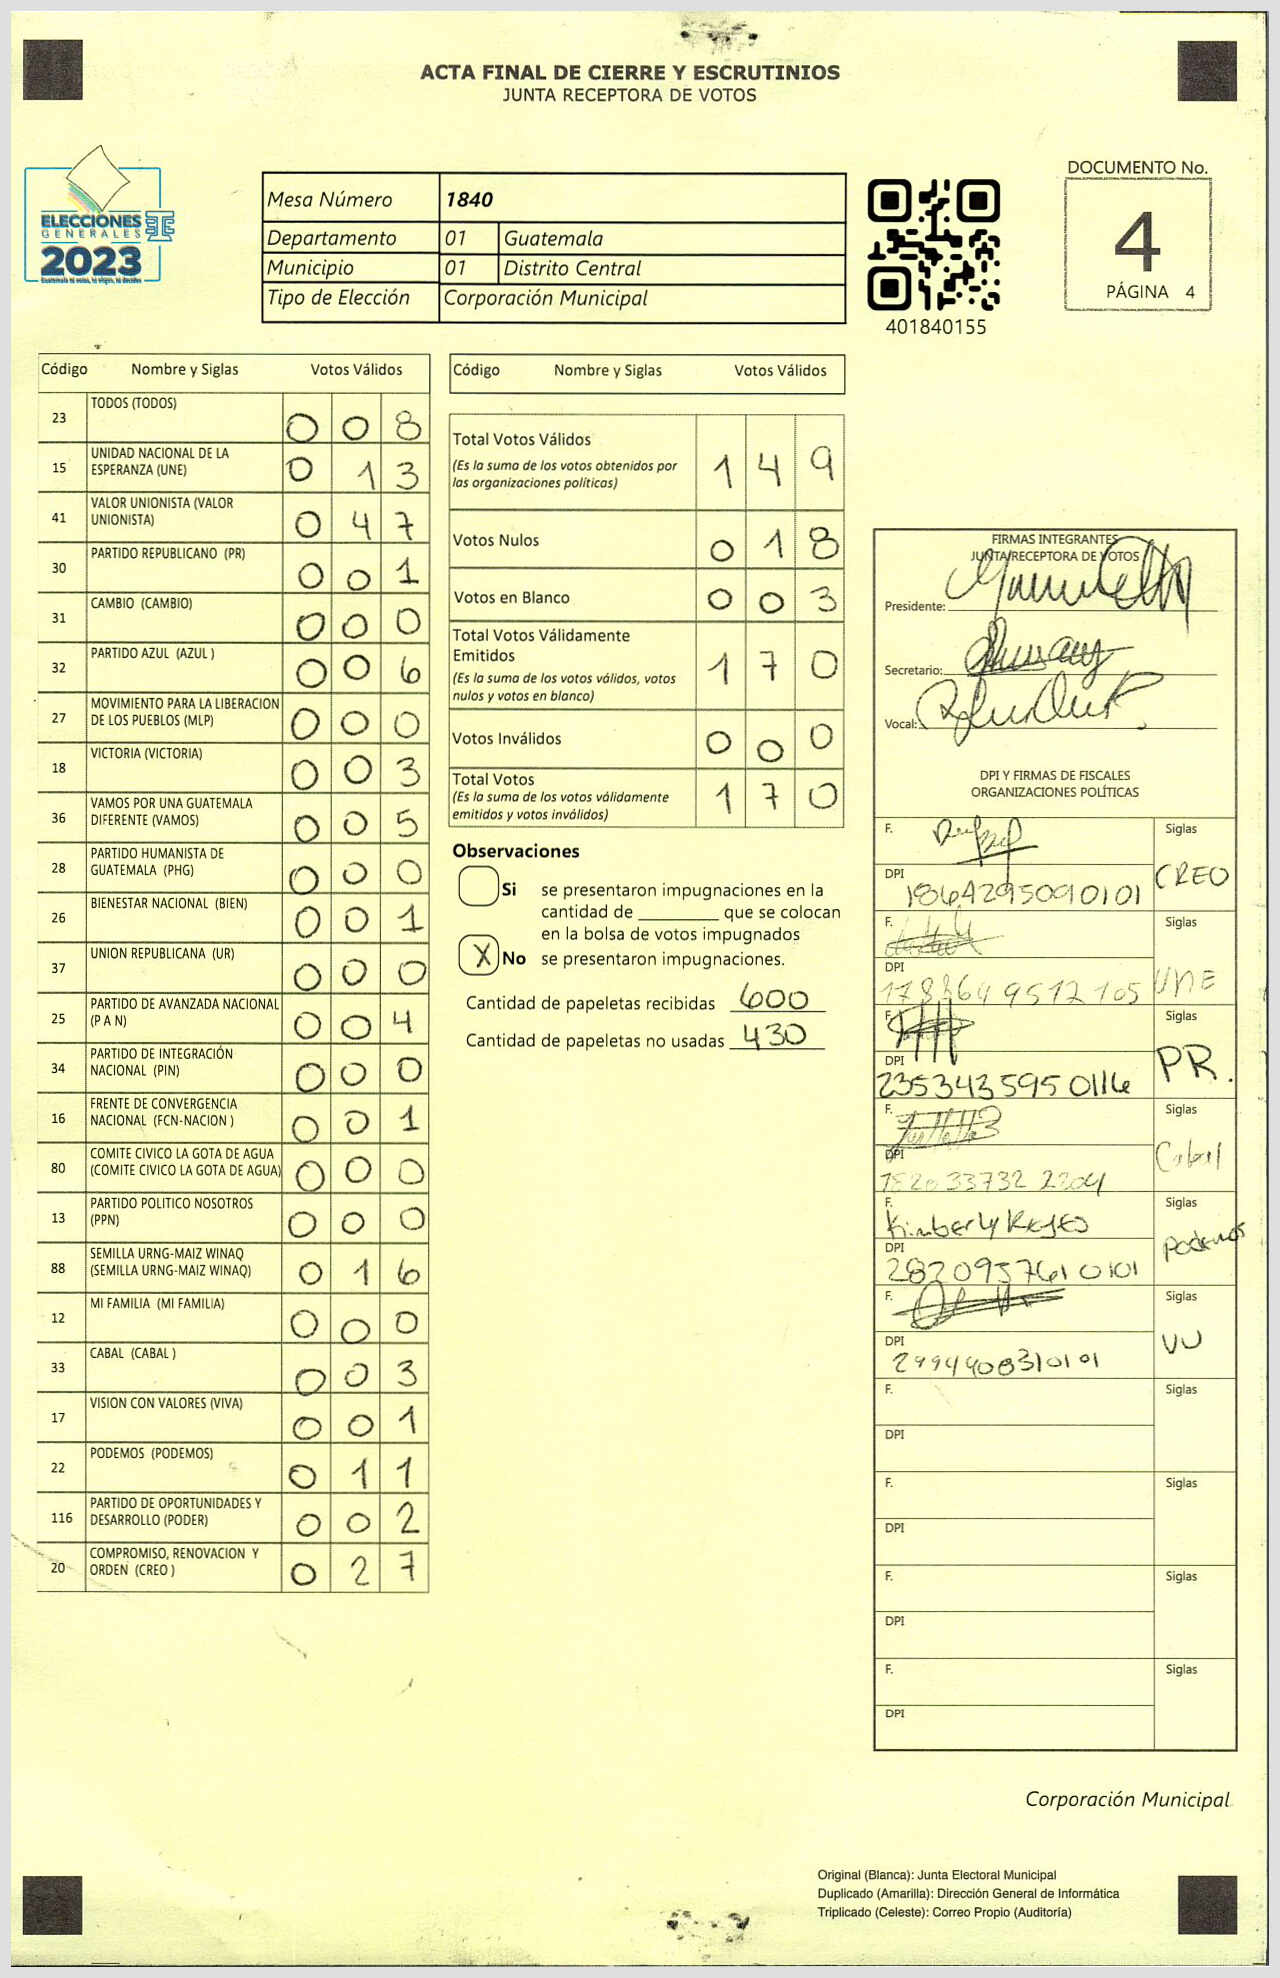 ACTA FINAL DE CIERRE Y ESCRUTINIOS
JUNTA RECEPTORA DE VOTOS
ELECCIONES
GENERALES
2023
Mesa Número 1840
Departamento 01 Guatemala
Municipio 01 Distrito Central
Tipo de Elección Corporación Municipal
401840155
DOCUMENTO No.
4
PÁGINA 4
Código Nombre y Siglas Votos Válidos
23 TODOS (TODOS) 0 0 8
15 UNIDAD NACIONAL DE LA
ESPERANZA (UNE) 0 1 3
41 VALOR UNIONISTA (VALOR
UNIONISTA) 0 4 7
30 PARTIDO REPUBLICANO (PR) 0 0 1
31 CAMBIO (CAMBIO) 0 0 0
32 PARTIDO AZUL (AZUL ) 0 0 6
27 MOVIMIENTO PARA LA LIBERACION
DE LOS PUEBLOS (MLP) 0 0 0
18 VICTORIA (VICTORIA) 0 0 3
36 VAMOS POR UNA GUATEMALA
DIFERENTE (VAMOS) 0 0 5
28 PARTIDO HUMANISTA DE
GUATEMALA (PHG) 0 0 0
26 BIENESTAR NACIONAL (BIEN) 0 0 1
37 UNION REPUBLICANA (UR) 0 0 0
25 PARTIDO DE AVANZADA NACIONAL
(P A N) 0 0 4
34 PARTIDO DE INTEGRACIÓN
NACIONAL (PIN) 0 0 0
16 FRENTE DE CONVERGENCIA
NACIONAL (FCN-NACION ) 0 0 1
80 COMITE CIVICO LA GOTA DE AGUA
(COMITE CIVICO LA GOTA DE AGUA) 0 0 0
13 PARTIDO POLITICO NOSOTROS
(PPN) 0 0 0
88 SEMILLA URNG-MAIZ WINAQ
(SEMILLA URNG-MAIZ WINAQ) 0 1 6
12 MI FAMILIA (MI FAMILIA) 0 0 0
33 CABAL (CABAL ) 0 0 3
17 VISION CON VALORES (VIVA) 0 0 1
22 PODEMOS (PODEMOS) 0 1 1
116 PARTIDO DE OPORTUNIDADES Y
DESARROLLO (PODER) 0 0 2
20 COMPROMISO, RENOVACION Y
ORDEN (CREO ) 0 2 7
Código Nombre y Siglas Votos Válidos
Total Votos Válidos
(Es la suma de los votos obtenidos por
las organizaciones políticas) 1 4 9
Votos Nulos 0 1 8
Votos en Blanco 0 0 3
Total Votos Válidamente
Emitidos
(Es la suma de los votos válidos, votos
nulos y votos en blanco) 1 7 0
Votos Inválidos 0 0 0
Total Votos
(Es la suma de los votos válidamente
emitidos y votos inválidos) 1 7 0
Observaciones
Si se presentaron impugnaciones en la
cantidad de ________ que se colocan
en la bolsa de votos impugnados
X No se presentaron impugnaciones.
Cantidad de papeletas recibidas 600
Cantidad de papeletas no usadas 430
FIRMAS INTEGRANTES
JUNTA RECEPTORA DE VOTOS
Presidente:
Secretario:
Vocal:
DPI Y FIRMAS DE FISCALES
ORGANIZACIONES POLÍTICAS
F. Siglas
DPI CREO
1864295090101
F. Siglas
DPI UNE
F. Siglas
DPI PR.
2353435950116
F. Siglas
DPI Cabal
F. Kimberly Reyes Siglas
DPI Podemos
2820957610101
F. Siglas
DPI VU
2994408310101
F. Siglas
DPI
F. Siglas
DPI
F. Siglas
DPI
F. Siglas
DPI
Corporación Municipal
Original (Blanca): Junta Electoral Municipal
Duplicado (Amarilla): Dirección General de Informática
Triplicado (Celeste): Correo Propio (Auditoría)